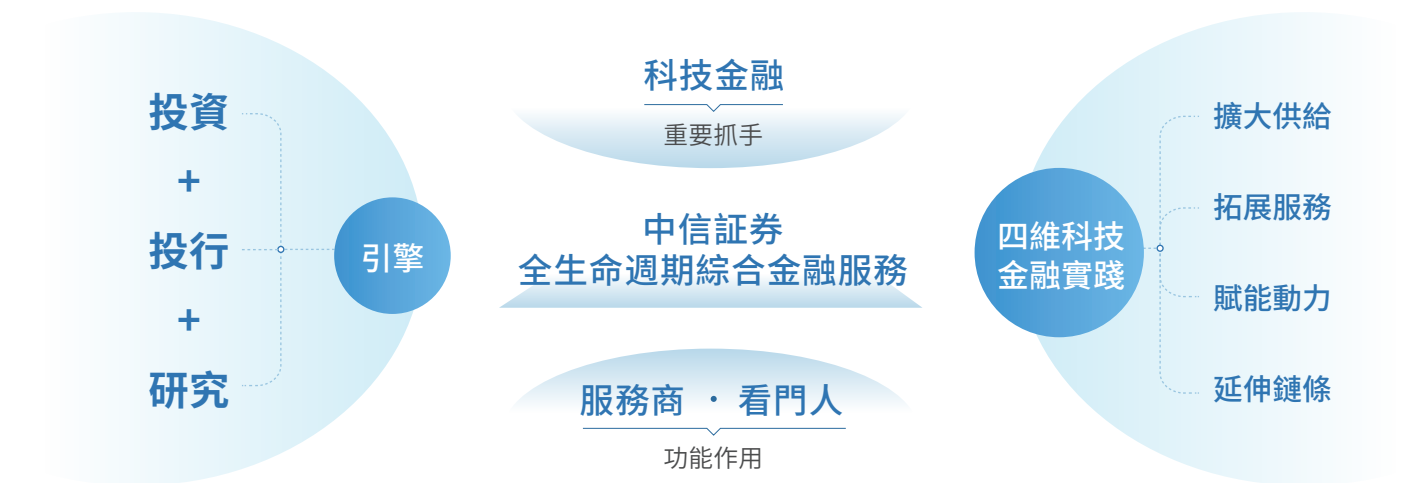 投資
+
投行
+
研究
引擎
科技金融
重要抓手
中信証券
全生命週期綜合金融服務
服務商 · 看門人
功能作用
四維科技
金融實踐
擴大供給
拓展服務
賦能動力
延伸鏈條